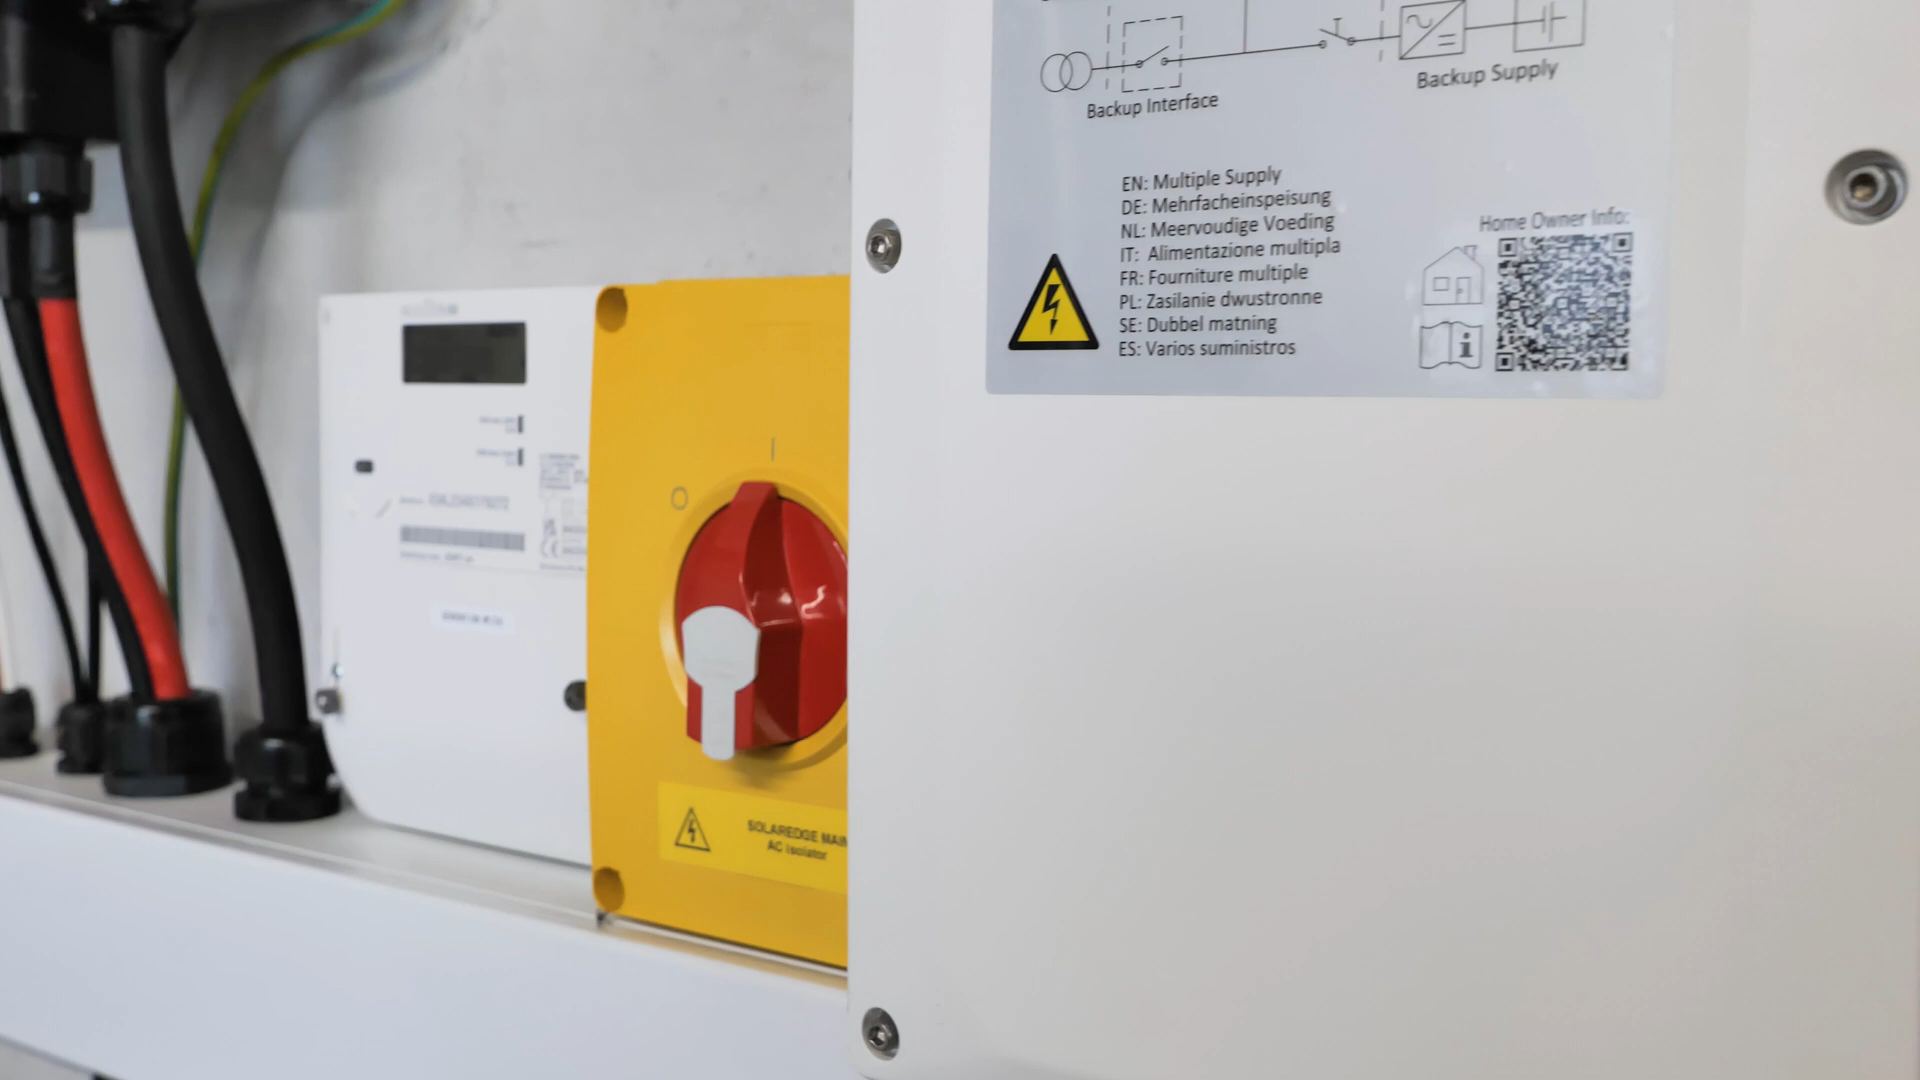 Backup Supply
Backup Interface
EN: Multiple Supply
DE: Mehrfacheinspeisung
NL: Meervoudige Voeding
IT: Alimentazione multipla
FR: Fourniture multiple
PL: Zasilanie dwustronne
SE: Dubbel matning
ES: Varios suministros
Home Owner Info:
I
O
SOLAREDGE MAIN
AC Isolator